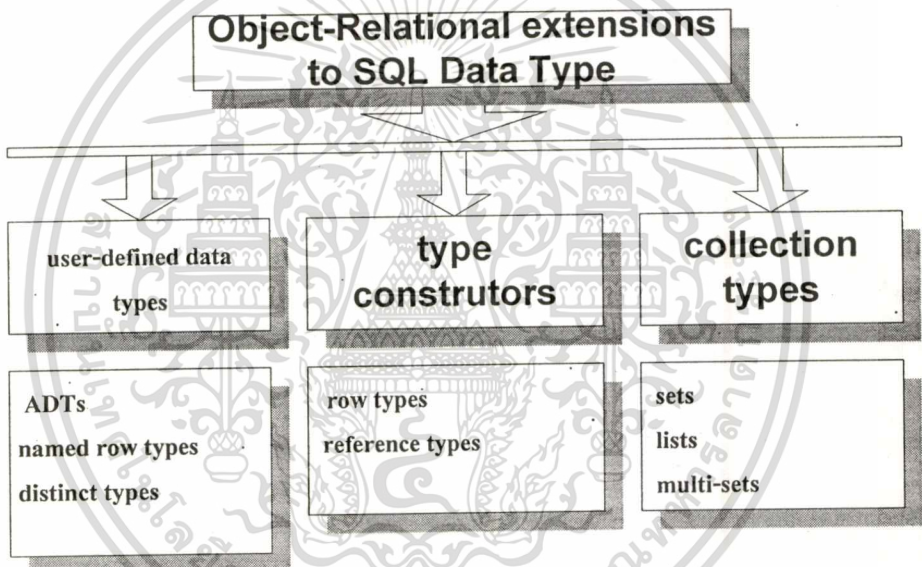 Object-Relational extensions
to SQL Data Type
user-defined data
types
type
construtors
collection
types
ADTs
named row types
distinct types
row types
reference types
sets
lists
multi-sets